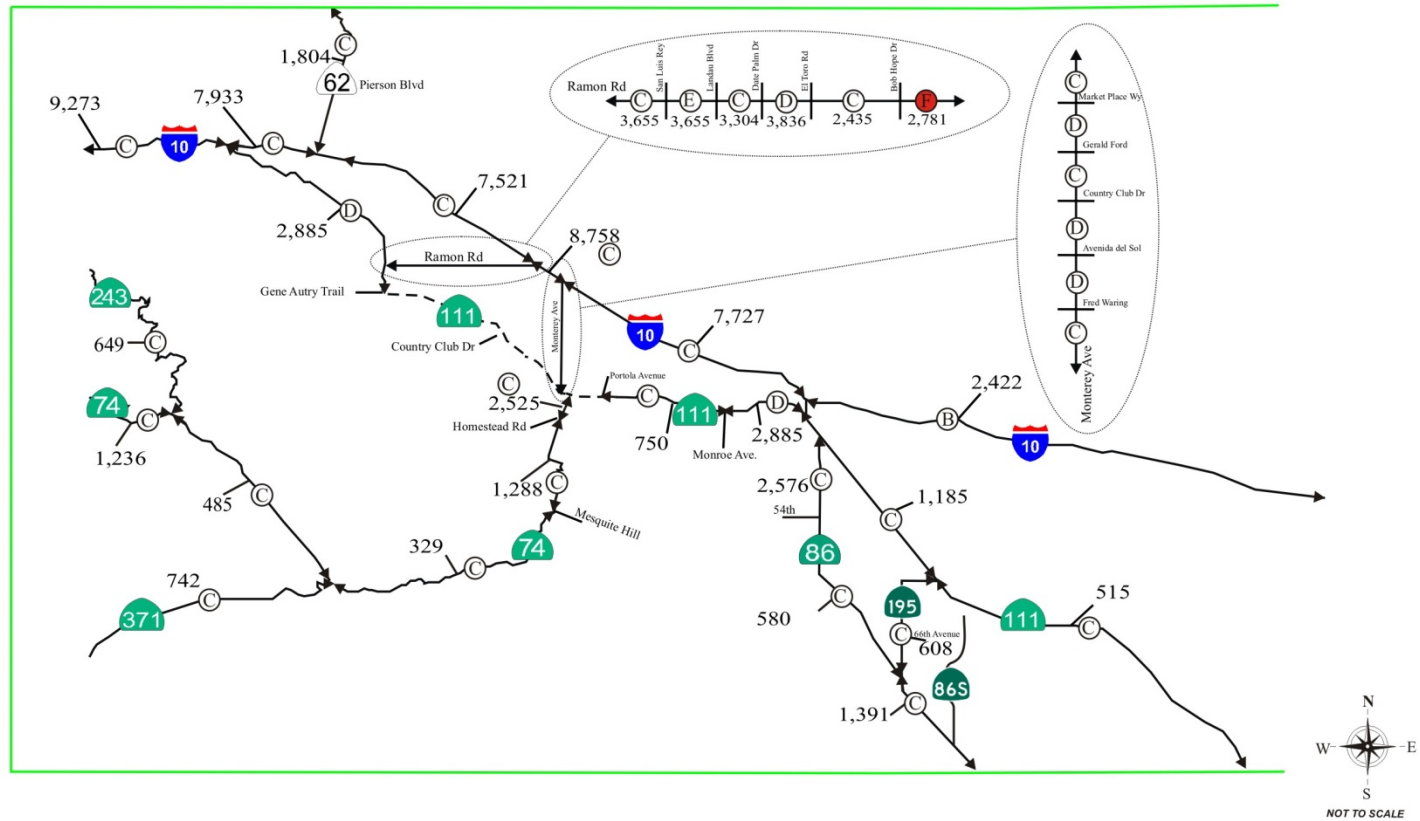 C
1,804
62
Pierson Blvd
9,273
C
10
7,933
C
C
7,521
D
2,885
8,758
C
Ramon Rd
Gene Autry Trail
111
Country Club Dr
Monterey Ave
Ramon Rd
San Luis Rey
Landau Blvd
Date Palm Dr
El Toro Rd
Bob Hope Dr
C
E
C
D
C
F
3,655
3,655
3,304
3,836
2,435
2,781
C
Market Place Wy
D
Gerald Ford
C
Country Club Dr
D
Avenida del Sol
D
Fred Waring
C
Monterey Ave
10
7,727
C
2,422
B
10
243
649
C
74
C
1,236
485
C
742
C
371
329
C
74
Mesquite Hill
1,288
C
C
2,525
Homestead Rd
Portola Avenue
C
750
111
D
2,885
Monroe Ave.
2,576
C
54th
86
580
C
1,185
C
195
C
66th Avenue
608
86S
1,391
C
111
515
C
N
W
E
S
NOT TO SCALE